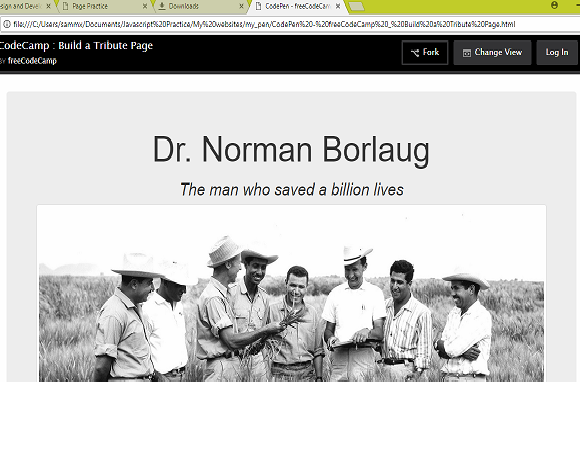 sign and Devel
Page Practice
Downloads
CodePen - freeCodeCam
file:///C:/Users/sammx/Documents/Javascript%20Practice/My%20websites/my_pen/CodePen%20-%20freeCodeCamp%20_%20Build%20a%20Tribute%20Page.html
CodeCamp : Build a Tribute Page
BY freeCodeCamp
Fork
Change View
Log In
Dr. Norman Borlaug
The man who saved a billion lives